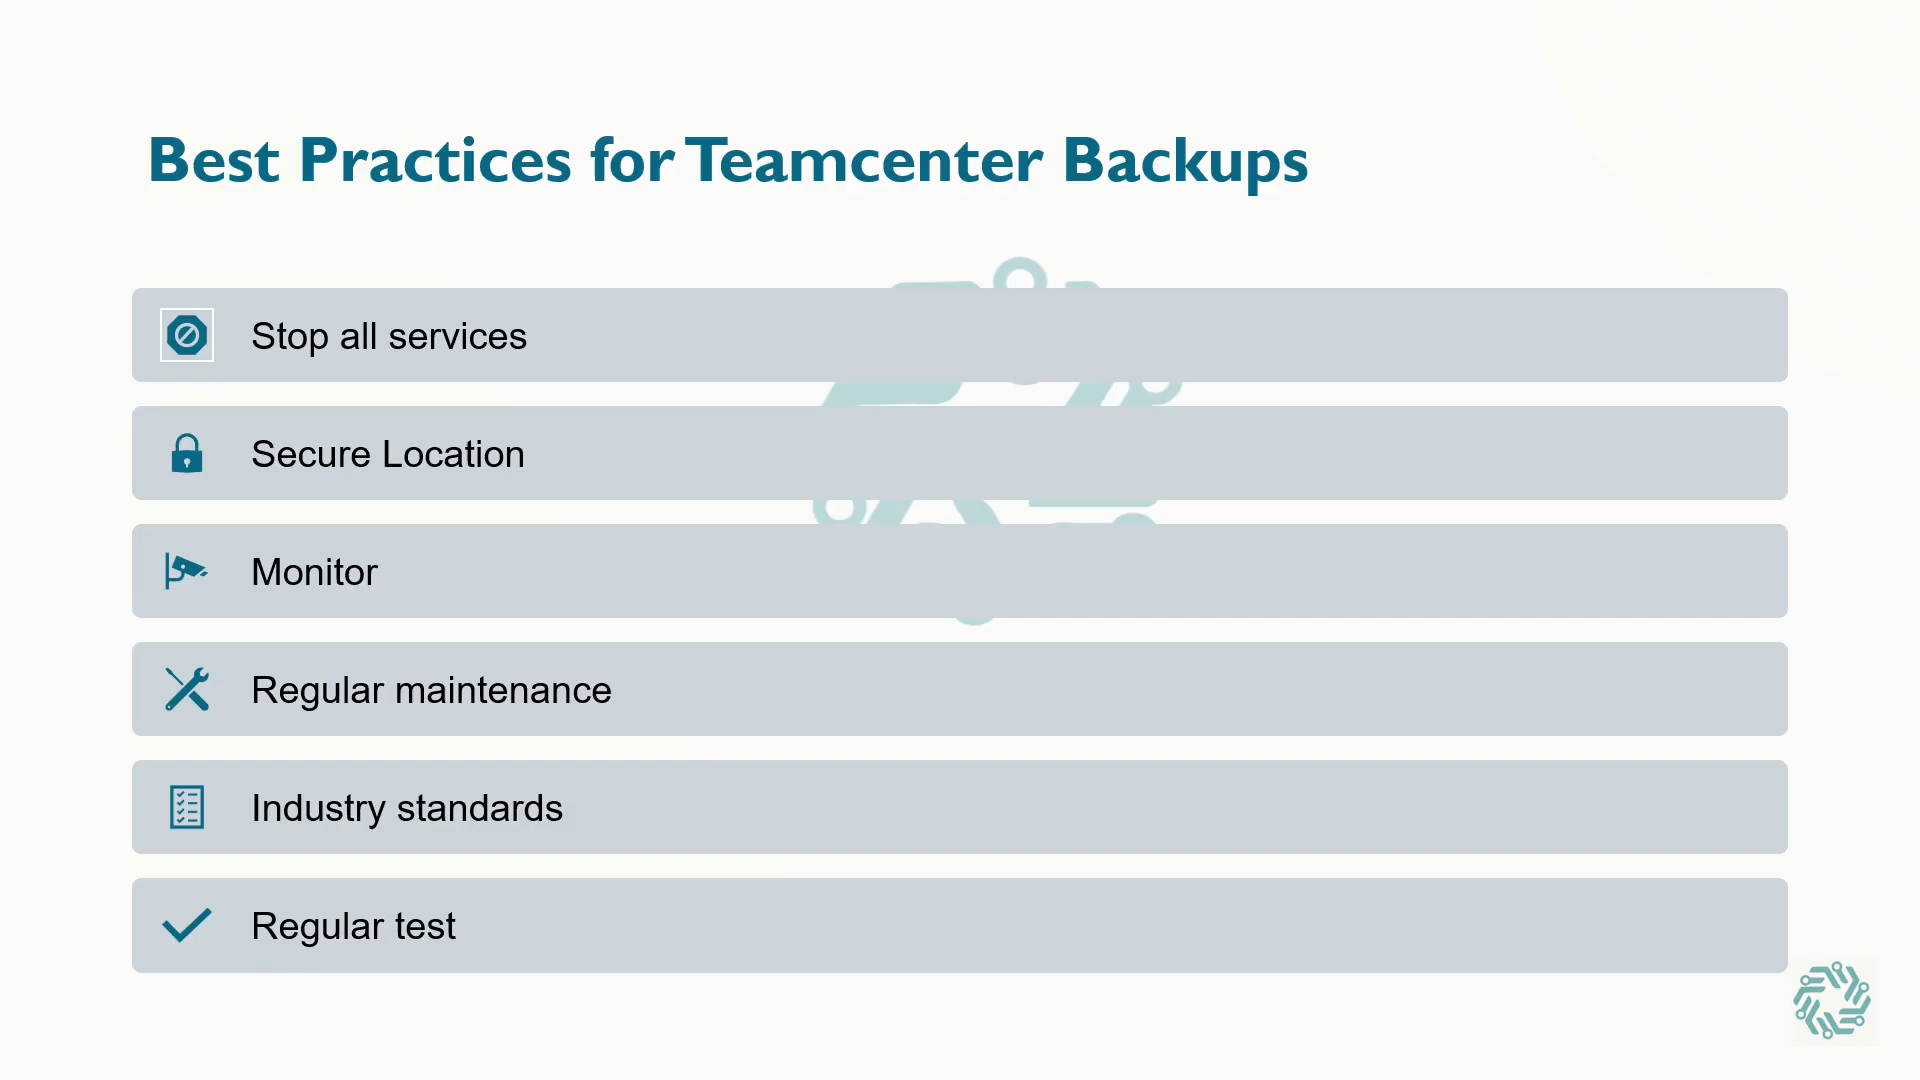 Best Practices for Teamcenter Backups
Stop all services
Secure Location
Monitor
Regular maintenance
Industry standards
Regular test